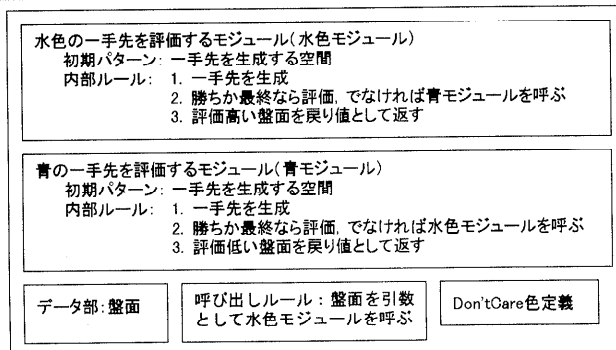 水色の一手先を評価するモジュール(水色モジュール)
初期パターン: 一手先を生成する空間
内部ルール: 1. 一手先を生成
2. 勝ちか最終なら評価, でなければ青モジュールを呼ぶ
3. 評価高い盤面を戻り値として返す
青の一手先を評価するモジュール(青モジュール)
初期パターン: 一手先を生成する空間
内部ルール: 1. 一手先を生成
2. 勝ちか最終なら評価, でなければ水色モジュールを呼ぶ
3. 評価低い盤面を戻り値として返す
データ部:盤面
呼び出しルール:盤面を引数
として水色モジュールを呼ぶ
Don'tCare色定義